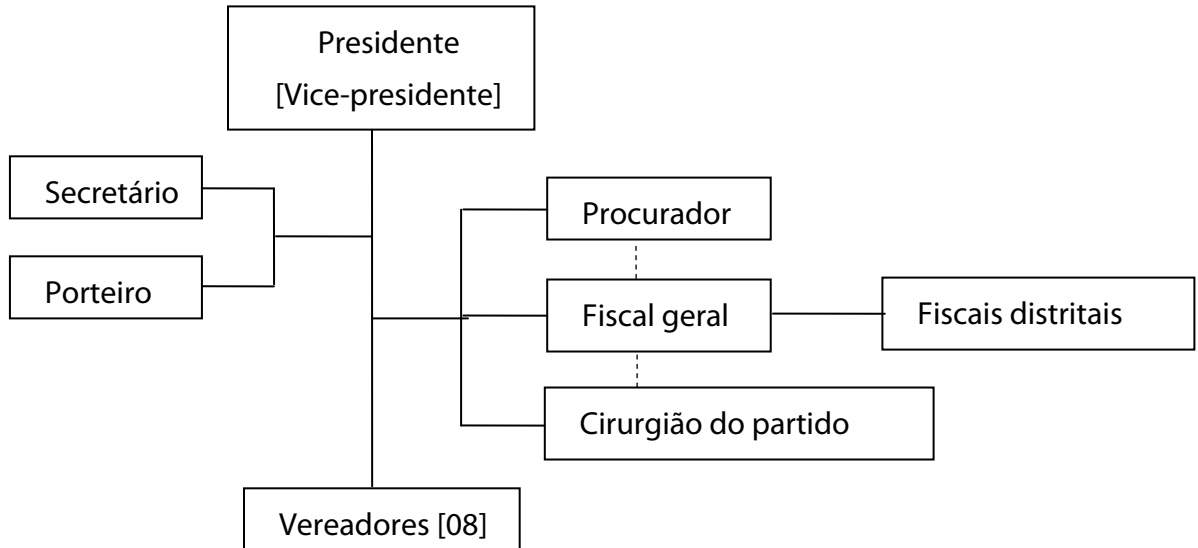 Presidente
[Vice-presidente]
Secretário
Porteiro
Procurador
Fiscal geral
Fiscais distritais
Cirurgião do partido
Vereadores [08]